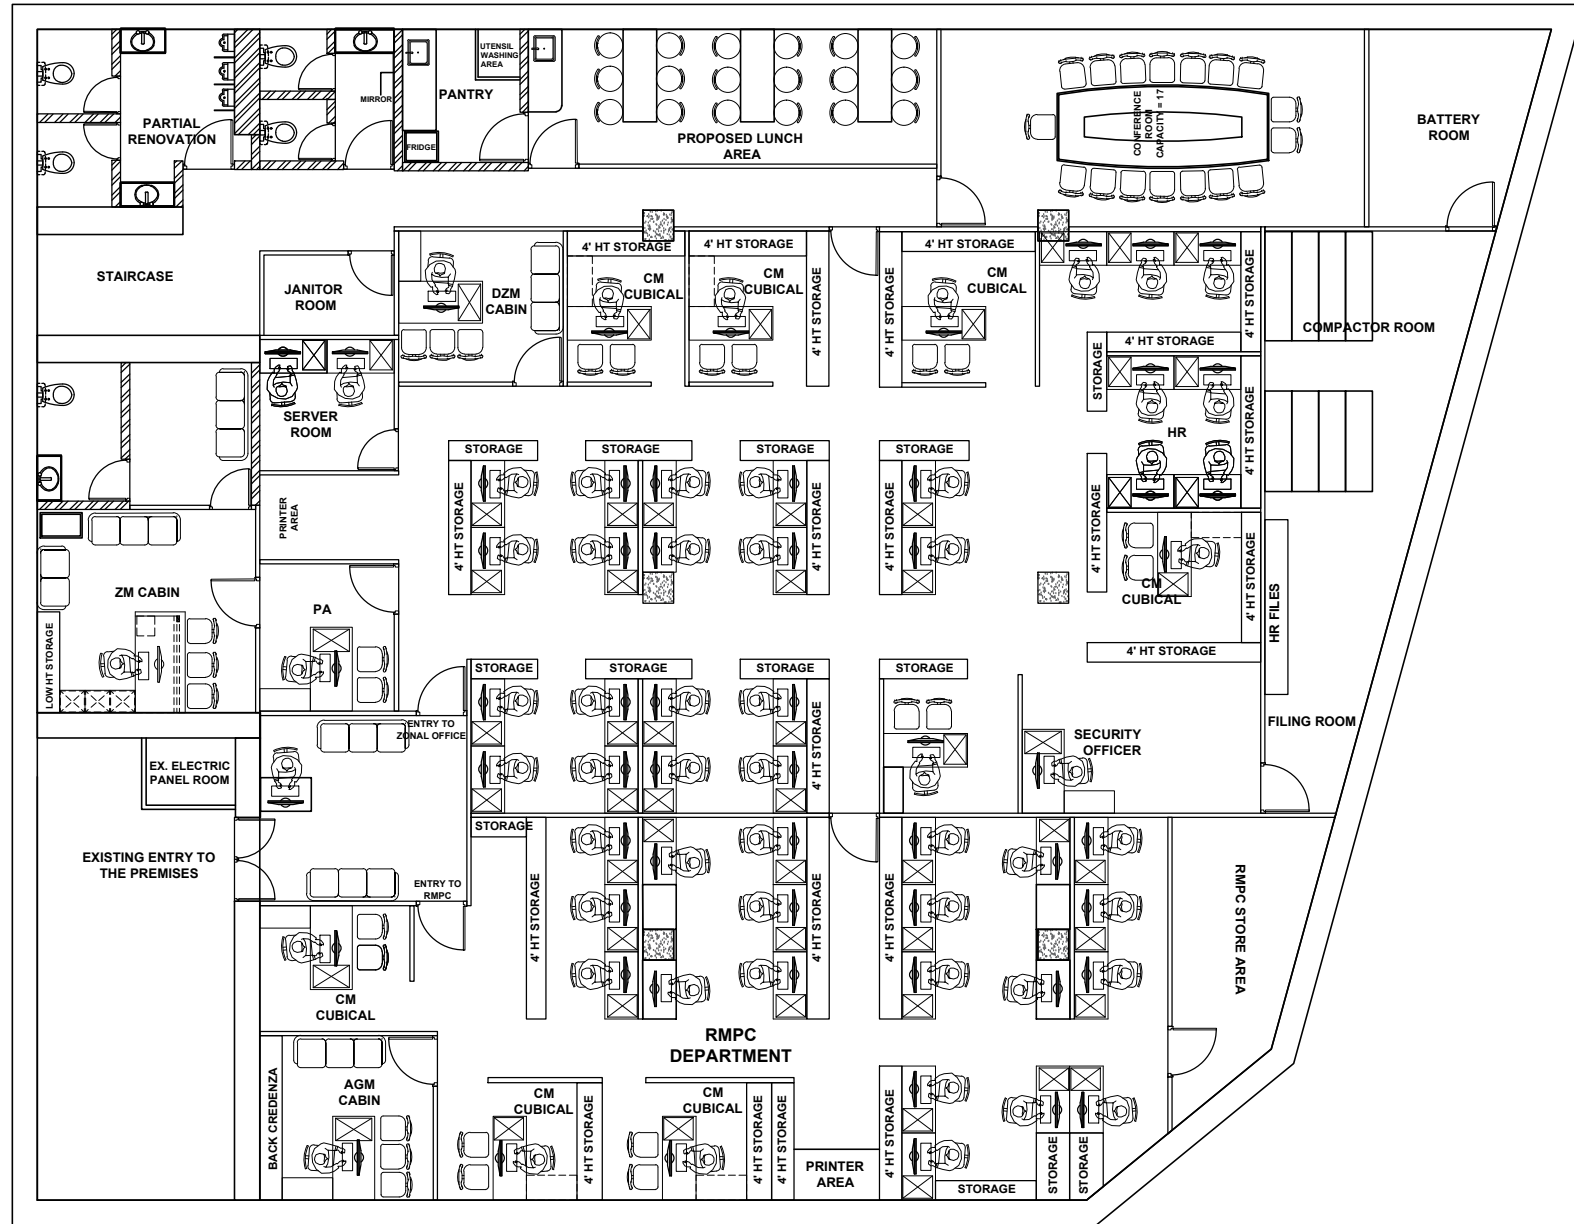 UTENSIL
WASHING
AREA
MIRROR
PANTRY
FRIDGE
PARTIAL
RENOVATION
PROPOSED LUNCH
AREA
CONFERENCE
ROOM
CAPACITY = 17
BATTERY
ROOM
STAIRCASE
JANITOR
ROOM
DZM
CABIN
4' HT STORAGE
CM
CUBICAL
4' HT STORAGE
CM
CUBICAL
4' HT STORAGE
4' HT STORAGE
4' HT STORAGE
CM
CUBICAL
4' HT STORAGE
4' HT STORAGE
STORAGE
COMPACTOR ROOM
SERVER
ROOM
HR
4' HT STORAGE
STORAGE
STORAGE
STORAGE
STORAGE
4' HT STORAGE
4' HT STORAGE
4' HT STORAGE
4' HT STORAGE
PRINTER
AREA
ZM CABIN
LOW HT STORAGE
PA
CM
CUBICAL
4' HT STORAGE
4' HT STORAGE
HR FILES
FILING ROOM
STORAGE
STORAGE
STORAGE
STORAGE
4' HT STORAGE
ENTRY TO
ZONAL OFFICE
SECURITY
OFFICER
EX. ELECTRIC
PANEL ROOM
STORAGE
EXISTING ENTRY TO
THE PREMISES
ENTRY TO
RMPC
4' HT STORAGE
4' HT STORAGE
4' HT STORAGE
RMPC STORE AREA
CM
CUBICAL
RMPC
DEPARTMENT
BACK CREDENZA
AGM
CABIN
CM
CUBICAL
4' HT STORAGE
CM
CUBICAL
4' HT STORAGE
4' HT STORAGE
PRINTER
AREA
4' HT STORAGE
STORAGE
STORAGE
STORAGE